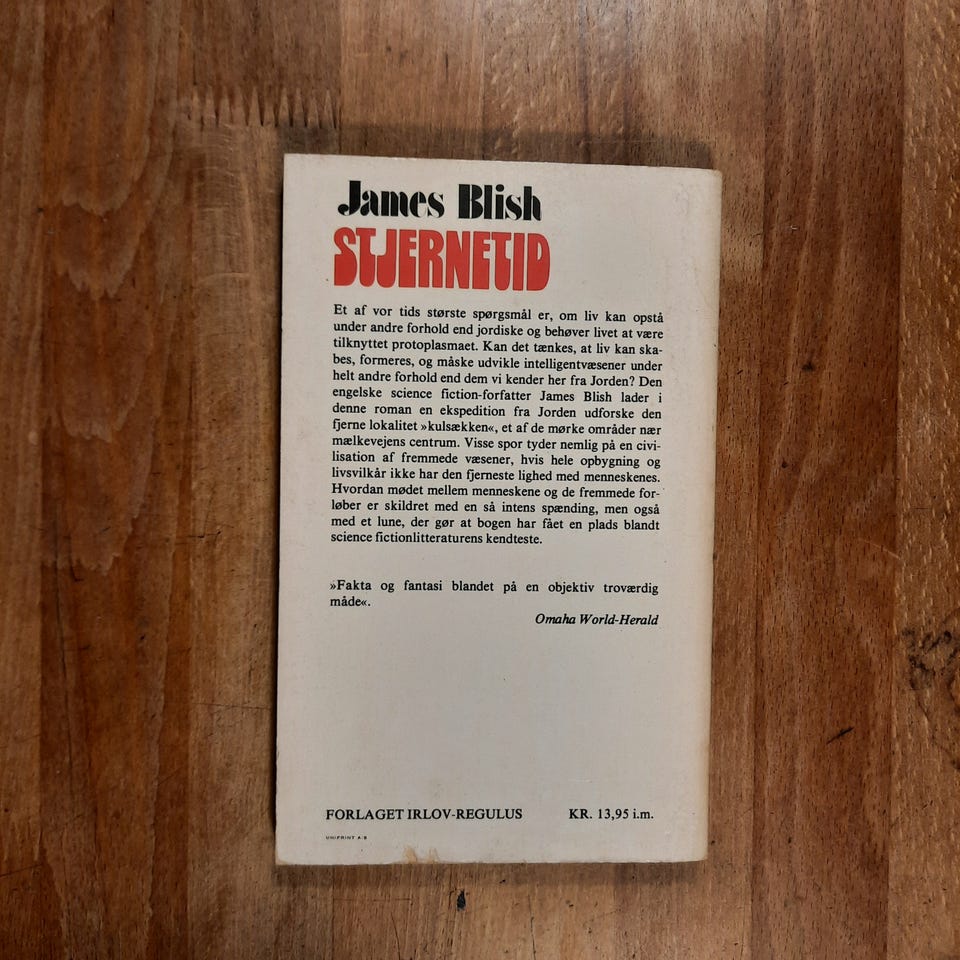 James Blish
STJERNETID
Et af vor tids største spørgsmål er, om liv kan opstå
under andre forhold end jordiske og behøver livet at være
tilknyttet protoplasmaet. Kan det tænkes, at liv kan ska-
bes, formeres, og måske udvikle intelligentvæsener under
helt andre forhold end dem vi kender her fra Jorden? Den
engelske science fiction-forfatter James Blish lader i
denne roman en ekspedition fra Jorden udforske den
fjerne lokalitet »kulsækken«, et af de mørke områder nær
mælkevejens centrum. Visse spor tyder nemlig på en civi-
lisation af fremmede væsener, hvis hele opbygning og
livsvilkår ikke har den fjerneste lighed med menneskenes.
Hvordan mødet mellem menneskene og de fremmede for-
løber er skildret med en så intens spænding, men også
med et lune, der gør at bogen har fået en plads blandt
science fictionlitteraturens kendteste.
»Fakta og fantasi blandet på en objektiv troværdig
måde«.
Omaha World-Herald
FORLAGET IRLOV-REGULUS KR. 13,95 i.m.
UNIPRINT A/S